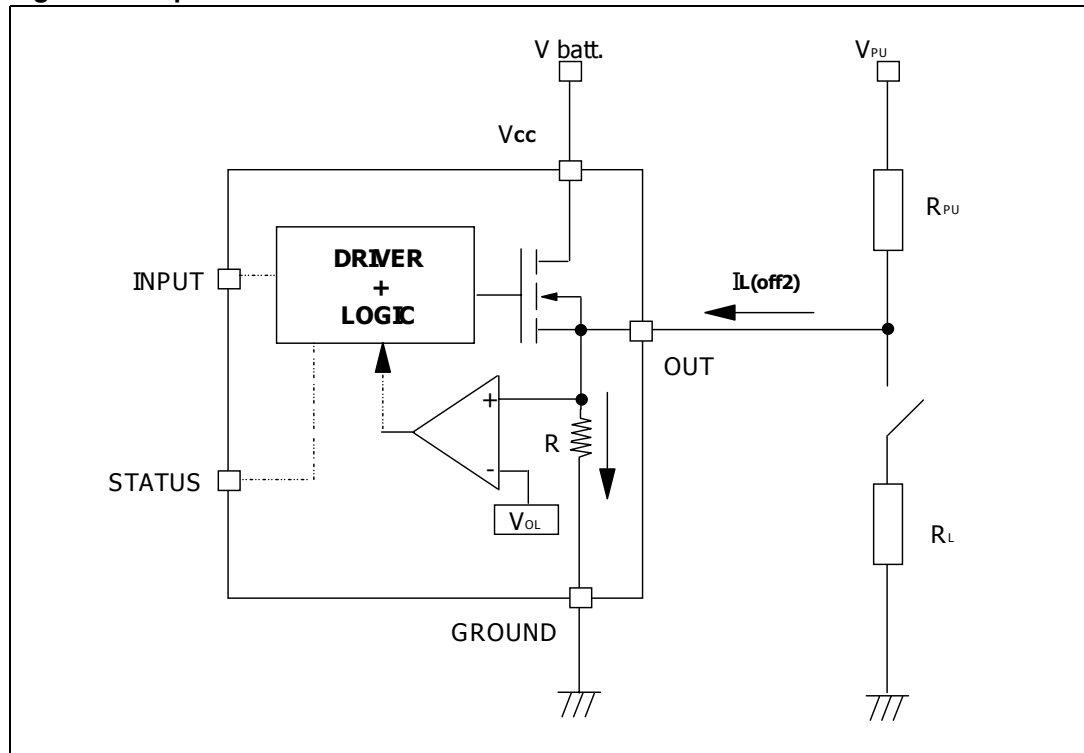 V batt.
VPU
Vcc
RPU
DRIVER
+
LOGIC
INPUT
IL(off2)
OUT
+
R
-
STATUS
VOL
RL
GROUND